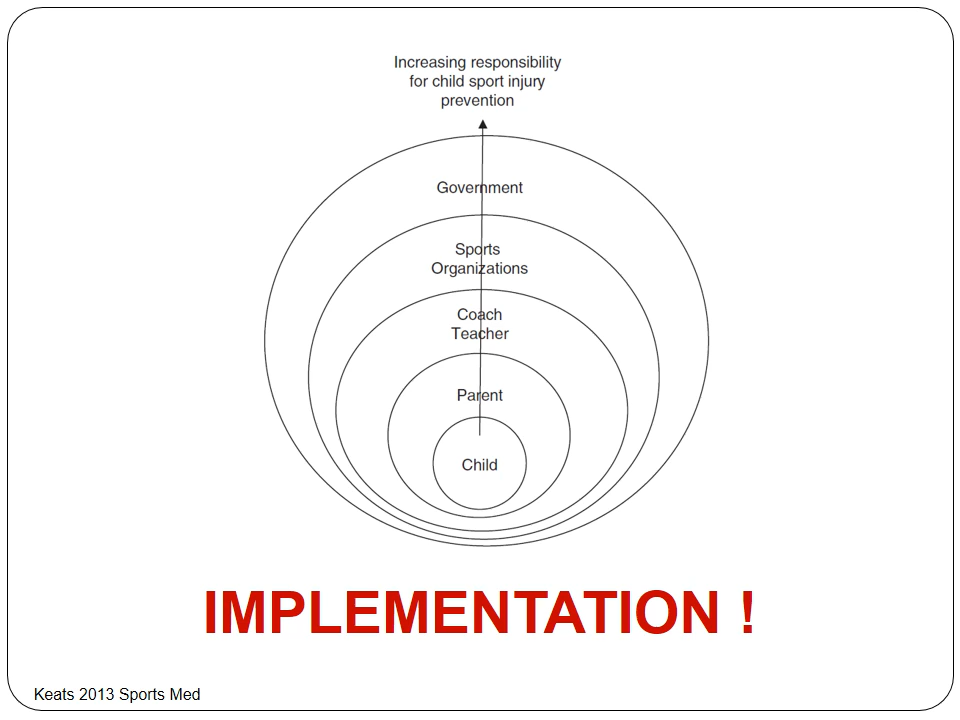 Increasing responsibility
for child sport injury
prevention
Government
Sports
Organizations
Coach
Teacher
Parent
Child
IMPLEMENTATION !
Keats 2013 Sports Med